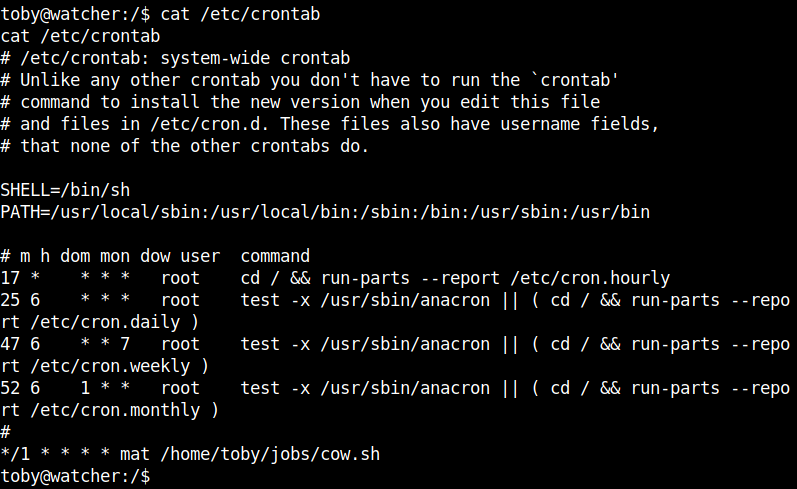 toby@watcher:/$ cat /etc/crontab
cat /etc/crontab
# /etc/crontab: system-wide crontab
# Unlike any other crontab you don't have to run the `crontab'
# command to install the new version when you edit this file
# and files in /etc/cron.d. These files also have username fields,
# that none of the other crontabs do.

SHELL=/bin/sh
PATH=/usr/local/sbin:/usr/local/bin:/sbin:/bin:/usr/sbin:/usr/bin

# m h dom mon dow user  command
17 *    * * *   root    cd / && run-parts --report /etc/cron.hourly
25 6    * * *   root    test -x /usr/sbin/anacron || ( cd / && run-parts --repo
rt /etc/cron.daily )
47 6    * * 7   root    test -x /usr/sbin/anacron || ( cd / && run-parts --repo
rt /etc/cron.weekly )
52 6    1 * *   root    test -x /usr/sbin/anacron || ( cd / && run-parts --repo
rt /etc/cron.monthly )
#
*/1 * * * * mat /home/toby/jobs/cow.sh
toby@watcher:/$